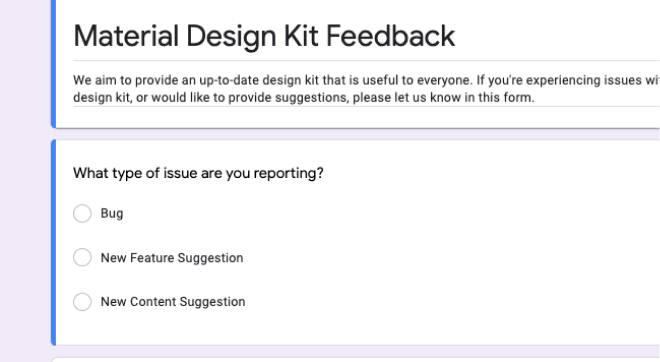 Material Design Kit Feedback
We aim to provide an up-to-date design kit that is useful to everyone. If you're experiencing issues
design kit, or would like to provide suggestions, please let us know in this form.
What type of issue are you reporting?
Bug
New Feature Suggestion
New Content Suggestion